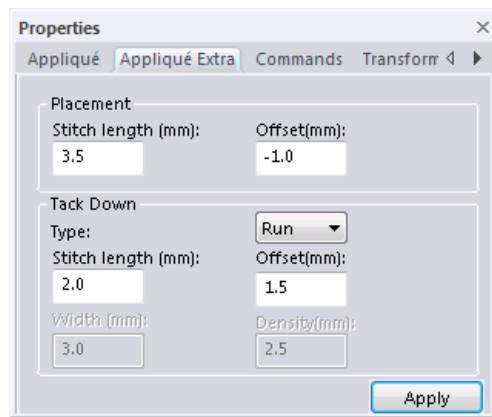 Properties
Appliqué Appliqué Extra Commands Transform
Placement
Stitch length (mm): Offset(mm):
3.5 -1.0
Tack Down
Type: Run
Stitch length (mm): Offset(mm):
2.0 1.5
Width (mm): Density(mm):
3.0 2.5
Apply